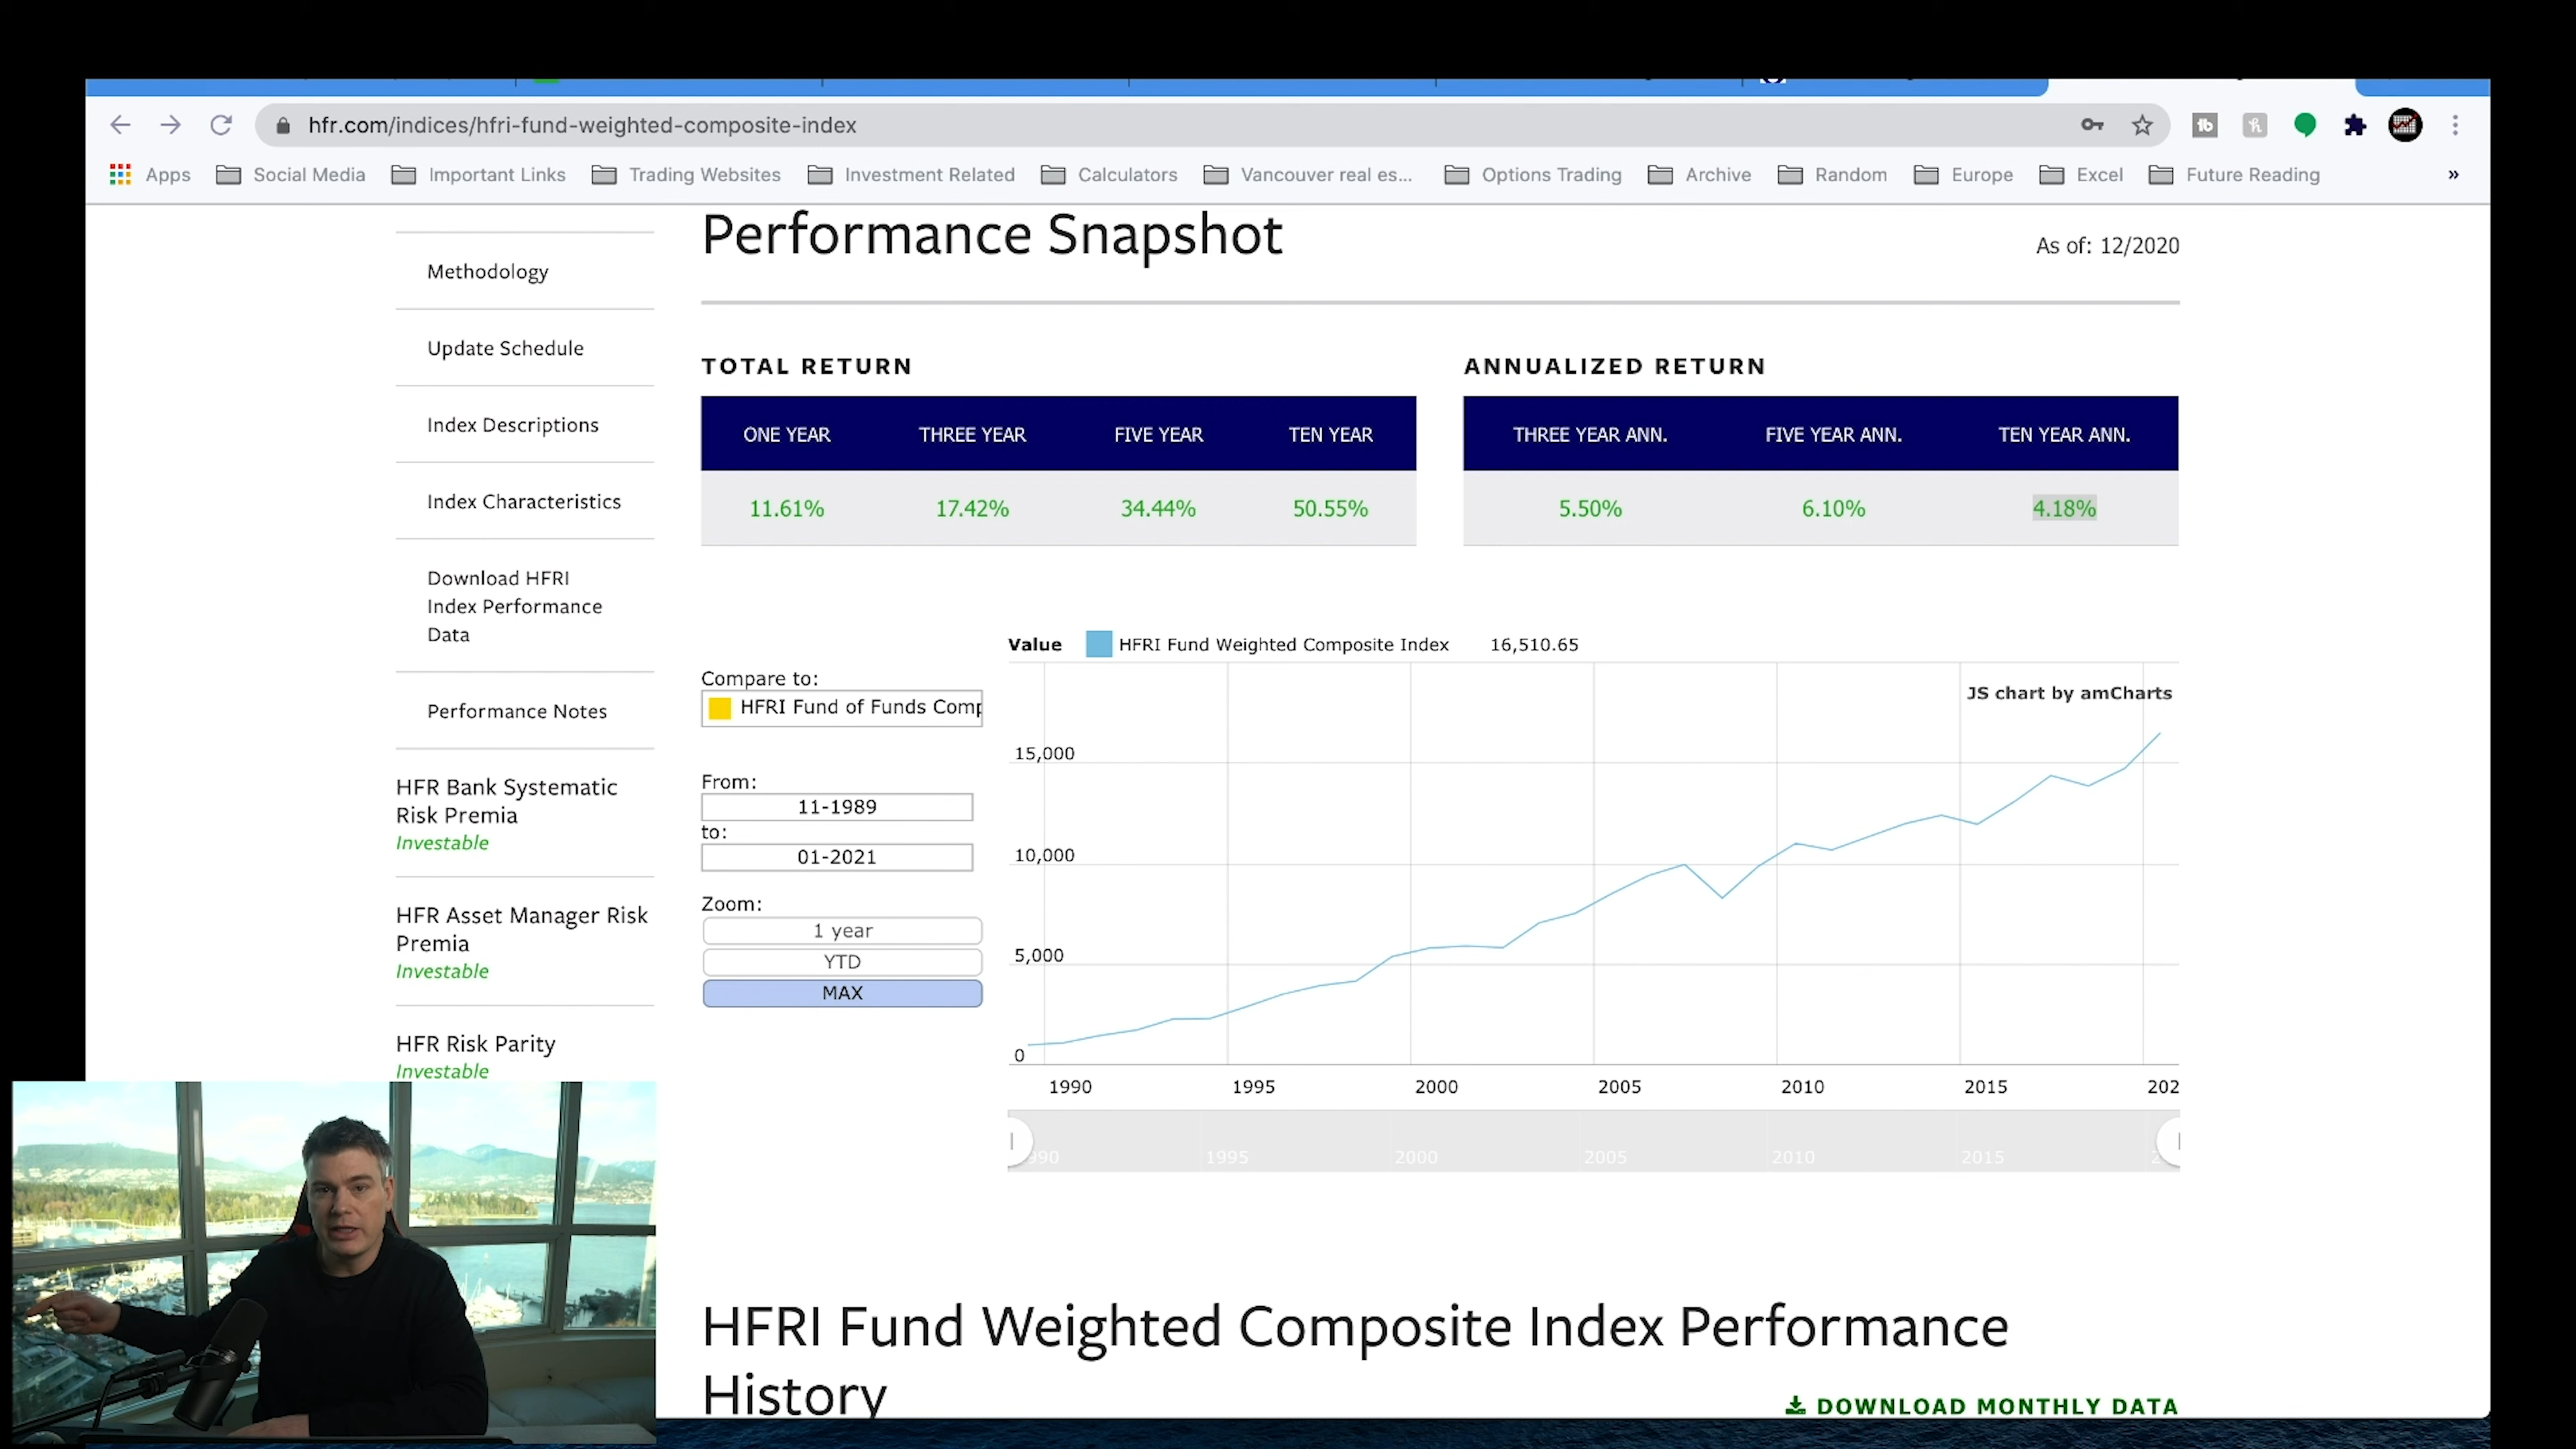 hfr.com/indices/hfri-fund-weighted-composite-index
Apps Social Media Important Links Trading Websites Investment Related Calculators Vancouver real es... Options Trading Archive Random Europe Excel Future Reading »
Performance Snapshot
As of: 12/2020
Methodology
Update Schedule
Index Descriptions
Index Characteristics
Download HFRI
Index Performance
Data
Performance Notes
HFR Bank Systematic
Risk Premia
Investable
HFR Asset Manager Risk
Premia
Investable
HFR Risk Parity
Investable
TOTAL RETURN
ONE YEAR THREE YEAR FIVE YEAR TEN YEAR
11.61% 17.42% 34.44% 50.55%
ANNUALIZED RETURN
THREE YEAR ANN. FIVE YEAR ANN. TEN YEAR ANN.
5.50% 6.10% 4.18%
Compare to:
HFRI Fund of Funds Comp
From:
11-1989
to:
01-2021
Zoom:
1 year
YTD
MAX
Value HFRI Fund Weighted Composite Index 16,510.65
JS chart by amCharts
15,000
10,000
5,000
0
1990 1995 2000 2005 2010 2015 202
90 1995 2000 2005 2010 2015 2
HFRI Fund Weighted Composite Index Performance
History
DOWNLOAD MONTHLY DATA